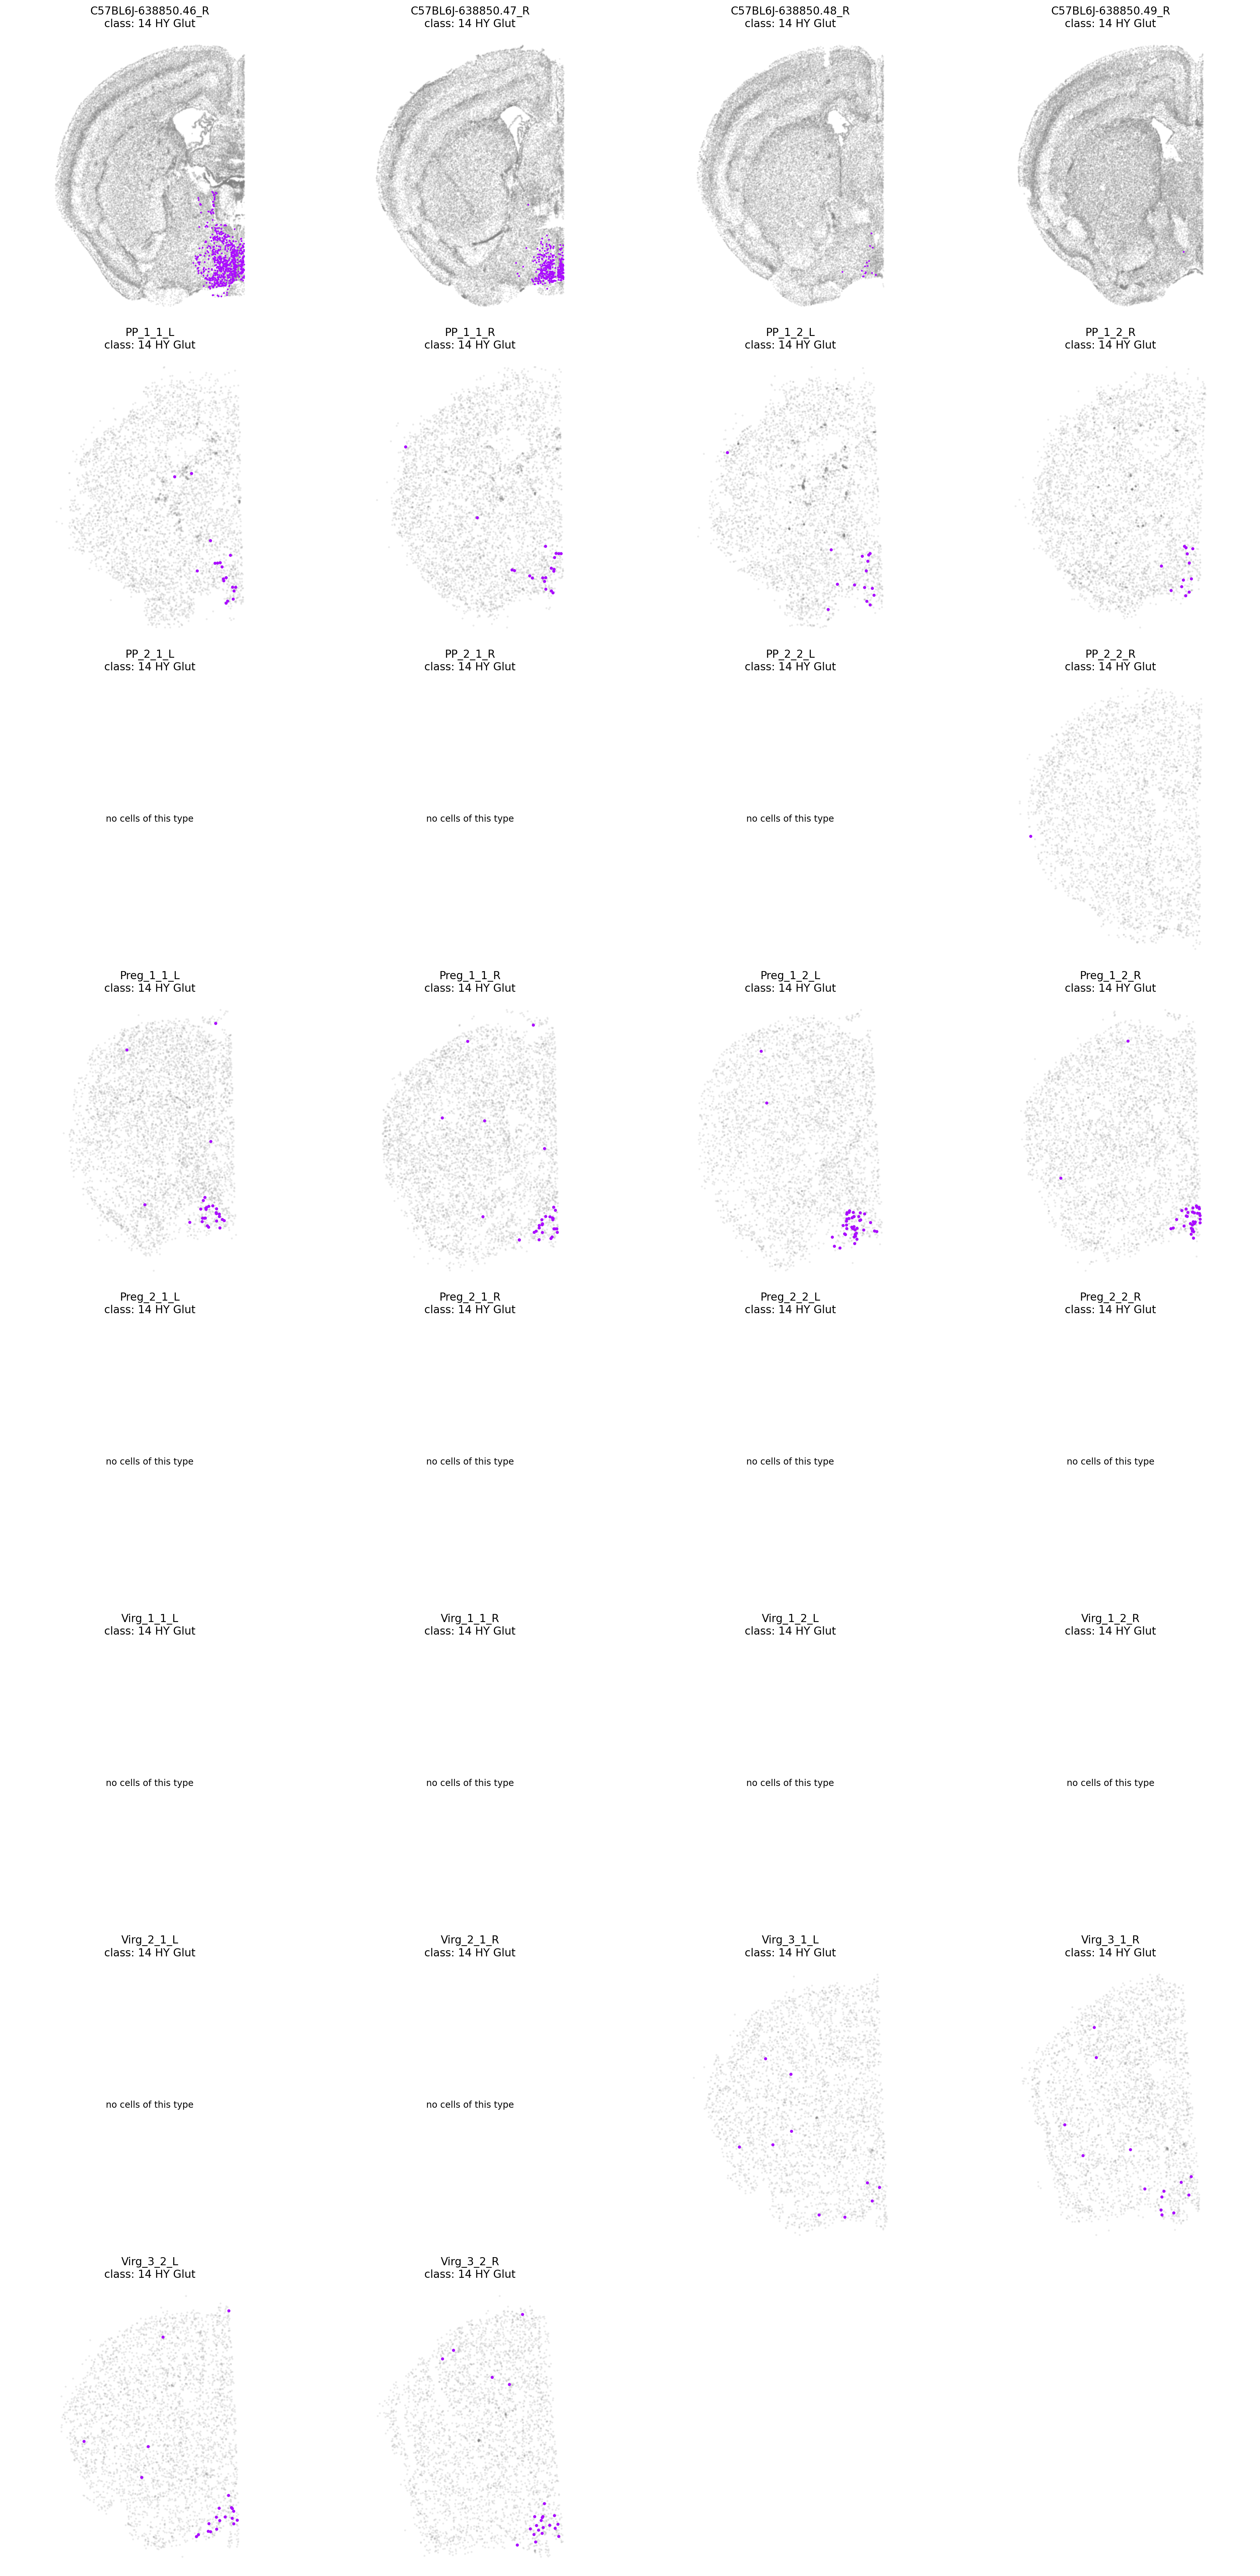 C57BL6J-638850.46_R
class: 14 HY Glut
C57BL6J-638850.47_R
class: 14 HY Glut
C57BL6J-638850.48_R
class: 14 HY Glut
C57BL6J-638850.49_R
class: 14 HY Glut
PP_1_1_L
class: 14 HY Glut
PP_1_1_R
class: 14 HY Glut
PP_1_2_L
class: 14 HY Glut
PP_1_2_R
class: 14 HY Glut
PP_2_1_L
class: 14 HY Glut
no cells of this type
PP_2_1_R
class: 14 HY Glut
no cells of this type
PP_2_2_L
class: 14 HY Glut
no cells of this type
PP_2_2_R
class: 14 HY Glut
Preg_1_1_L
class: 14 HY Glut
Preg_1_1_R
class: 14 HY Glut
Preg_1_2_L
class: 14 HY Glut
Preg_1_2_R
class: 14 HY Glut
Preg_2_1_L
class: 14 HY Glut
no cells of this type
Preg_2_1_R
class: 14 HY Glut
no cells of this type
Preg_2_2_L
class: 14 HY Glut
no cells of this type
Preg_2_2_R
class: 14 HY Glut
no cells of this type
Virg_1_1_L
class: 14 HY Glut
no cells of this type
Virg_1_1_R
class: 14 HY Glut
no cells of this type
Virg_1_2_L
class: 14 HY Glut
no cells of this type
Virg_1_2_R
class: 14 HY Glut
no cells of this type
Virg_2_1_L
class: 14 HY Glut
no cells of this type
Virg_2_1_R
class: 14 HY Glut
no cells of this type
Virg_3_1_L
class: 14 HY Glut
Virg_3_1_R
class: 14 HY Glut
Virg_3_2_L
class: 14 HY Glut
Virg_3_2_R
class: 14 HY Glut